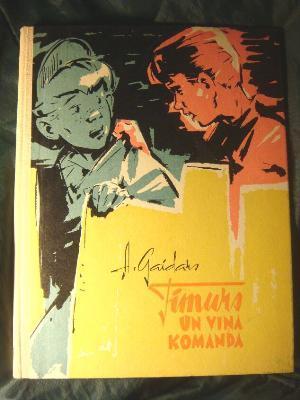 A. Gaidars
Timurs
UN VIŅA
KOMANDA